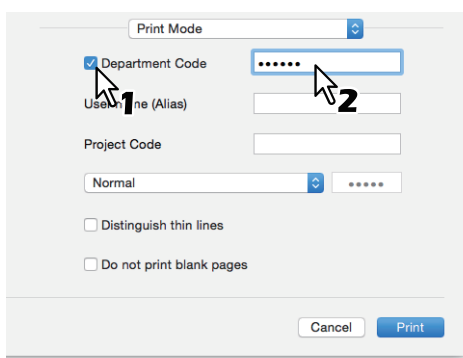 Print Mode
Department Code ••••••
1
2
User (Alias)
Project Code
Normal •••••
Distinguish thin lines
Do not print blank pages
Cancel Print